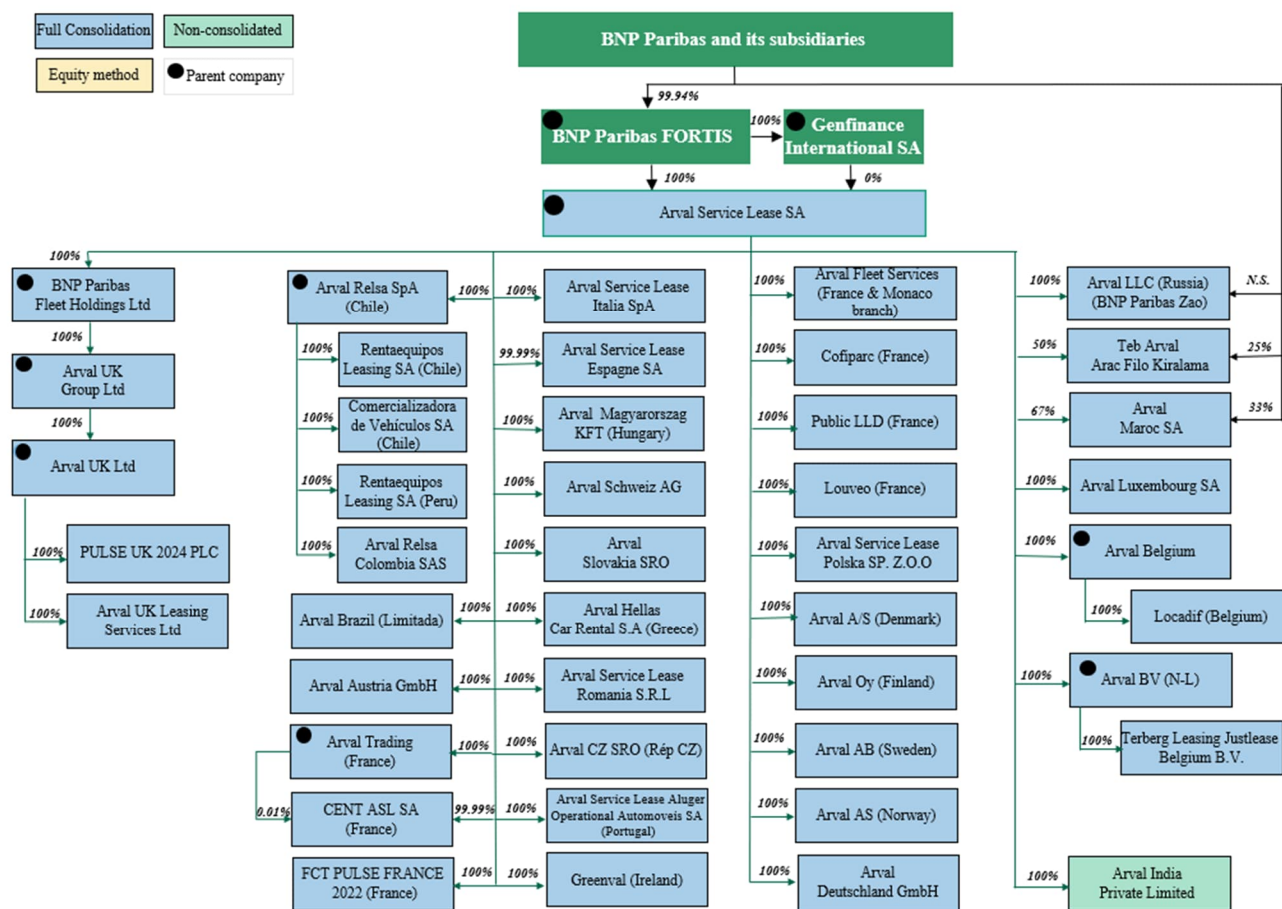 Full Consolidation
Non-consolidated
Equity method
Parent company
BNP Paribas and its subsidiaries
99.94%
BNP Paribas FORTIS
100%
Genfinance
International SA
100%
0%
Arval Service Lease SA
100%
BNP Paribas
Fleet Holdings Ltd
100%
Arval UK
Group Ltd
100%
Arval UK Ltd
100%
PULSE UK 2024 PLC
100%
Arval UK Leasing
Services Ltd
Arval Relsa SpA
(Chile)
100%
100%
Rentaequipos
Leasing SA (Chile)
100%
Comercializadora
de Vehículos SA
(Chile)
100%
Rentaequipos
Leasing SA (Peru)
100%
Arval Relsa
Colombia SAS
Arval Brazil (Limitada)
100%
Arval Austria GmbH
100%
Arval Trading
(France)
100%
0.01%
CENT ASL SA
(France)
99.99%
FCT PULSE FRANCE
2022 (France)
100%
100%
Arval Service Lease
Italia SpA
99.99%
Arval Service Lease
Espagne SA
100%
Arval Magyarorszag
KFT (Hungary)
100%
Arval Schweiz AG
100%
Arval
Slovakia SRO
100%
Arval Hellas
Car Rental S.A (Greece)
100%
Arval Service Lease
Romania S.R.L
100%
Arval CZ SRO (Rép CZ)
100%
Arval Service Lease Aluger
Operational Automoveis SA
(Portugal)
100%
Greenval (Ireland)
100%
Arval Fleet Services
(France & Monaco
branch)
100%
Cofiparc (France)
100%
Public LLD (France)
100%
Louveo (France)
100%
Arval Service Lease
Polska SP. Z.O.O
100%
Arval A/S (Denmark)
100%
Arval Oy (Finland)
100%
Arval AB (Sweden)
100%
Arval AS (Norway)
100%
Arval
Deutschland GmbH
100%
Arval LLC (Russia)
(BNP Paribas Zao)
N.S.
50%
Teb Arval
Arac Filo Kiralama
25%
67%
Arval
Maroc SA
33%
100%
Arval Luxembourg SA
100%
Arval Belgium
100%
Locadif (Belgium)
100%
Arval BV (N-L)
100%
Terberg Leasing Justlease
Belgium B.V.
100%
Arval India
Private Limited